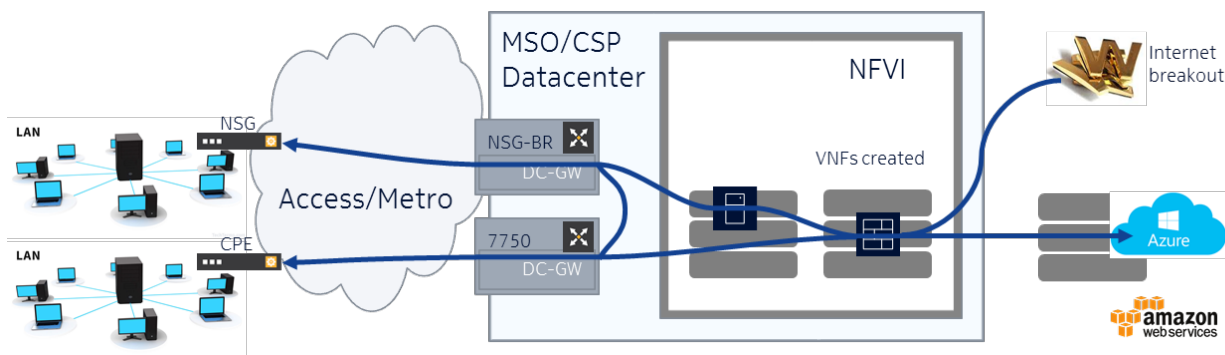 MSO/CSP
Datacenter
NFVI
Internet
breakout
LAN
NSG
NSG-BR
DC-GW
VNFs created
Access/Metro
LAN
CPE
7750
DC-GW
Azure
amazon
web services